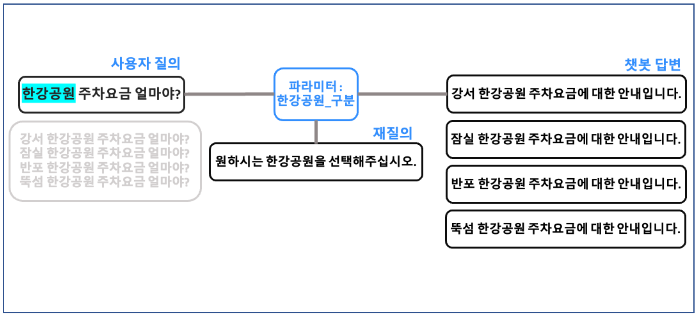 사용자 질의
한강공원 주차요금 얼마야?
강서 한강공원 주차요금 얼마야?
잠실 한강공원 주차요금 얼마야?
반포 한강공원 주차요금 얼마야?
뚝섬 한강공원 주차요금 얼마야?
파라미터:
한강공원_구분
재질의
원하시는 한강공원을 선택해주십시오.
챗봇 답변
강서 한강공원 주차요금에 대한 안내입니다.
잠실 한강공원 주차요금에 대한 안내입니다.
반포 한강공원 주차요금에 대한 안내입니다.
뚝섬 한강공원 주차요금에 대한 안내입니다.